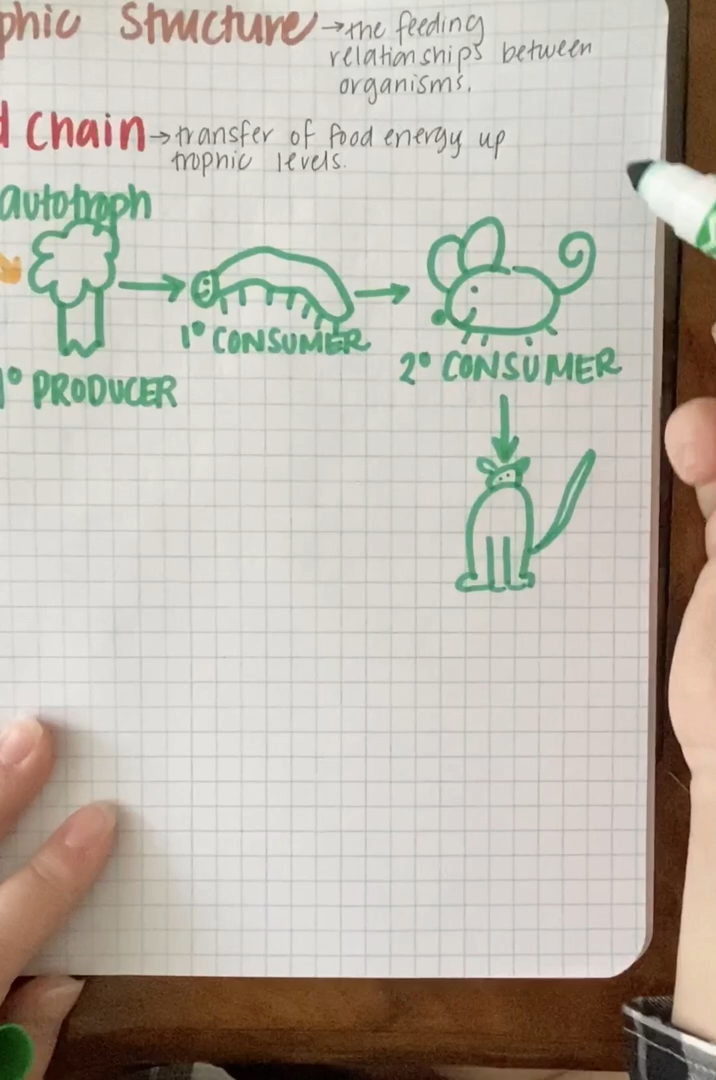 phic Structure → the feeding
relationships between
organisms.
d Chain → transfer of food energy up
trophic levels.
autotroph
1° CONSUMER
2° CONSUMER
1° PRODUCER